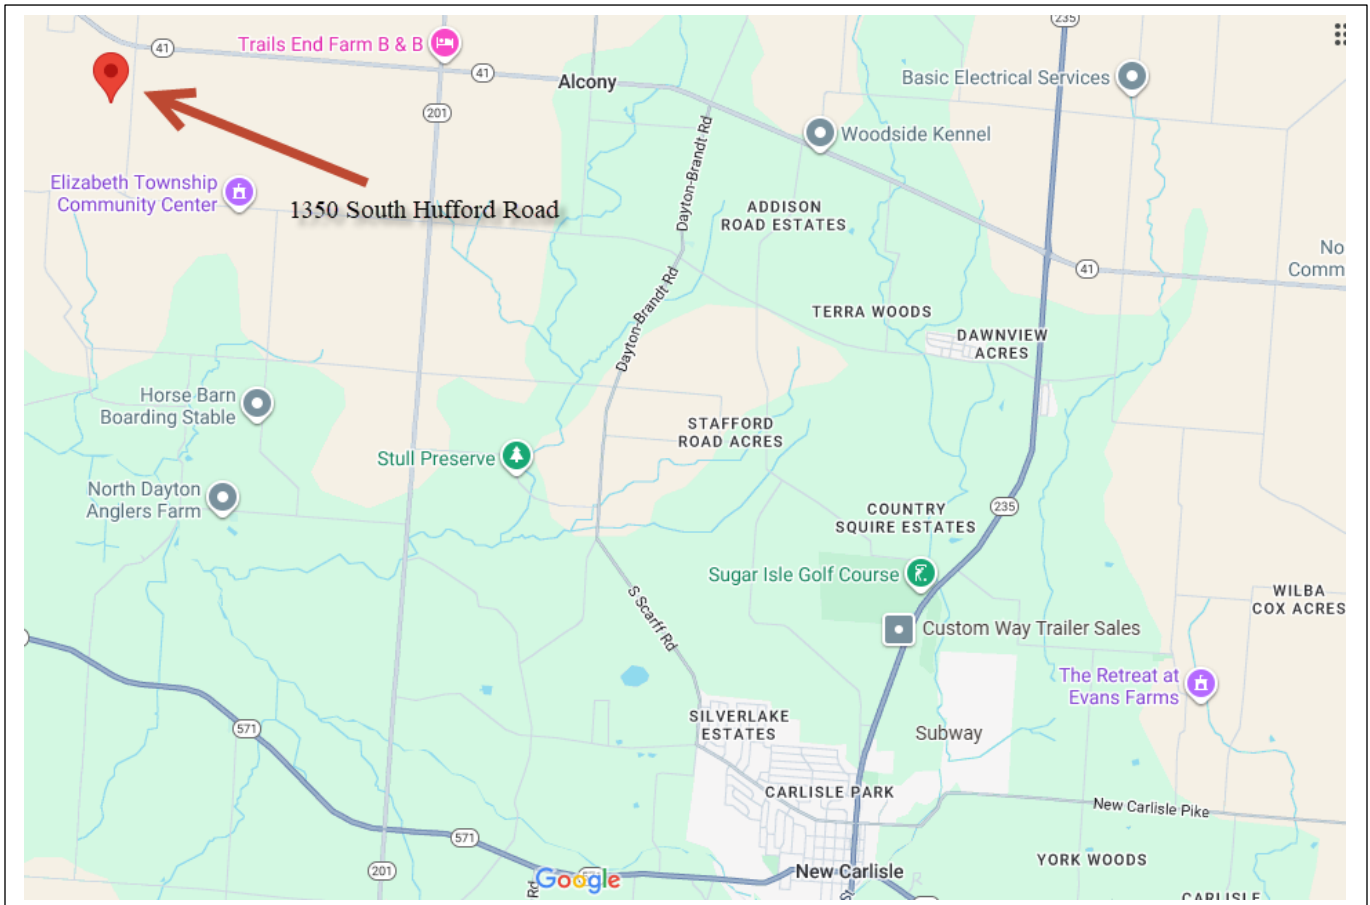 235
41
Trails End Farm B & B
41
Alcony
Basic Electrical Services
201
Woodside Kennel
Dayton-Brandt Rd
Elizabeth Township
Community Center
1350 South Hufford Road
ADDISON
ROAD ESTATES
No
Comm
41
Dayton-Brandt Rd
TERRA WOODS
DAWNVIEW
ACRES
Horse Barn
Boarding Stable
STAFFORD
ROAD ACRES
Stull Preserve
North Dayton
Anglers Farm
COUNTRY
SQUIRE ESTATES
235
Sugar Isle Golf Course
WILBA
COX ACRES
S Scarff Rd
Custom Way Trailer Sales
The Retreat at
Evans Farms
571
SILVERLAKE
ESTATES
Subway
CARLISLE PARK
New Carlisle Pike
571
201
Rd
Google
New Carlisle
St
YORK WOODS
CARLISLE